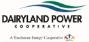 DAIRYLAND POWER
COOPERATIVE
A Touchstone Energy Cooperative